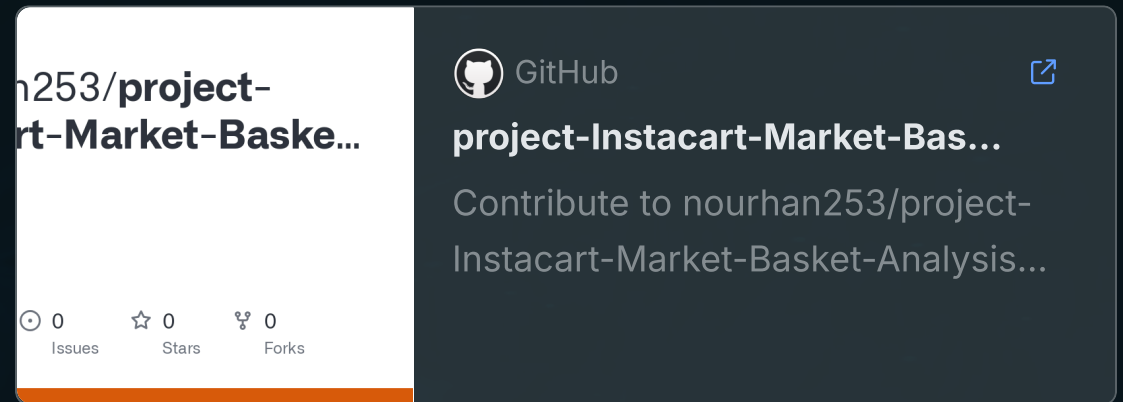 n253/project-
rt-Market-Baske...
0
Issues
0
Stars
0
Forks
GitHub
project-Instacart-Market-Bas...
Contribute to nourhan253/project-
Instacart-Market-Basket-Analysis...